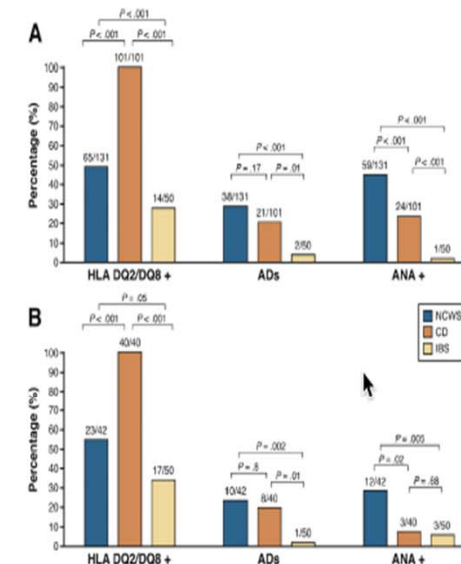 A
P < .001
P < .001 P < .001
101/101
65/131
14/50
P < .001
P = .17 P = .01
38/131
21/101
2/50
P < .001
P < .001
P < .001
59/131
24/101
1/50
Percentage (%)
100
90
80
70
60
50
40
30
20
10
0
HLA DQ2/DQ8 + ADs ANA +
B
P = .05
P < .001 P < .001
40/40
23/42
17/50
P = .002
P = .8
P = .01
10/42
8/40
1/50
P = .005
P = .02
P = .68
12/42
3/40
3/50
NCWS
CD
IBS
Percentage (%)
100
90
80
70
60
50
40
30
20
10
0
HLA DQ2/DQ8 + ADs ANA +